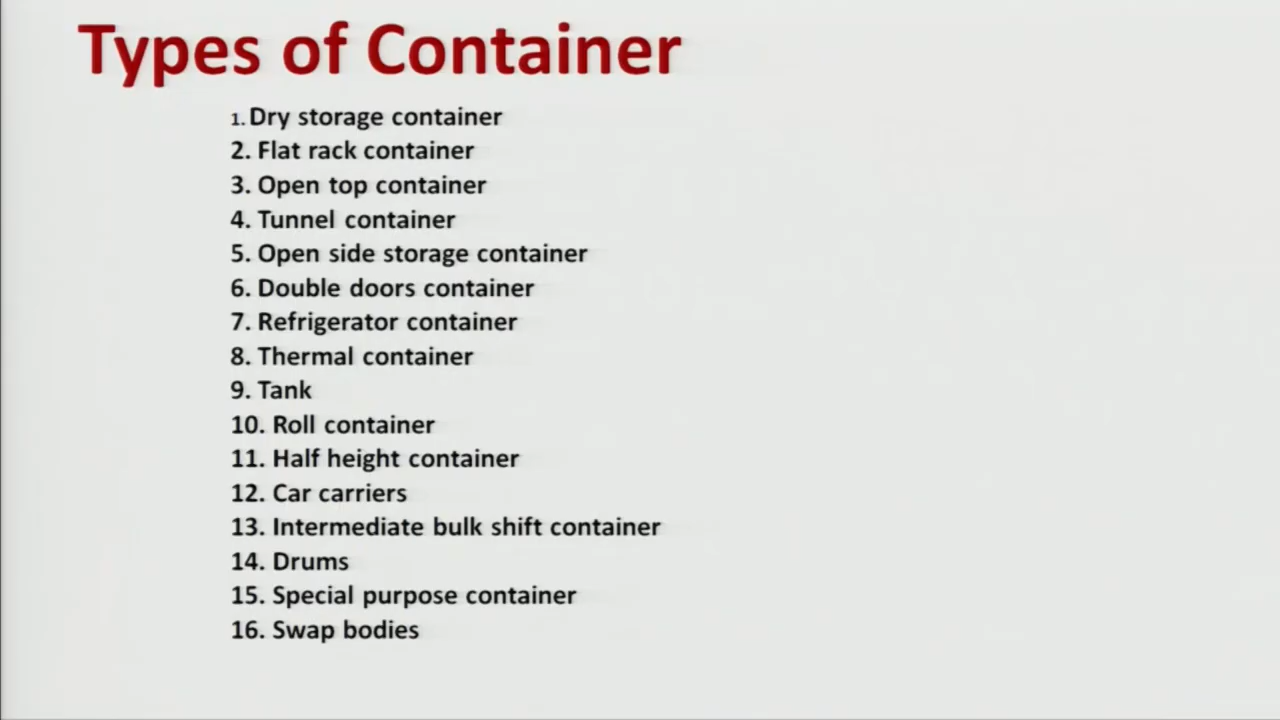 Types of Container
1. Dry storage container
2. Flat rack container
3. Open top container
4. Tunnel container
5. Open side storage container
6. Double doors container
7. Refrigerator container
8. Thermal container
9. Tank
10. Roll container
11. Half height container
12. Car carriers
13. Intermediate bulk shift container
14. Drums
15. Special purpose container
16. Swap bodies